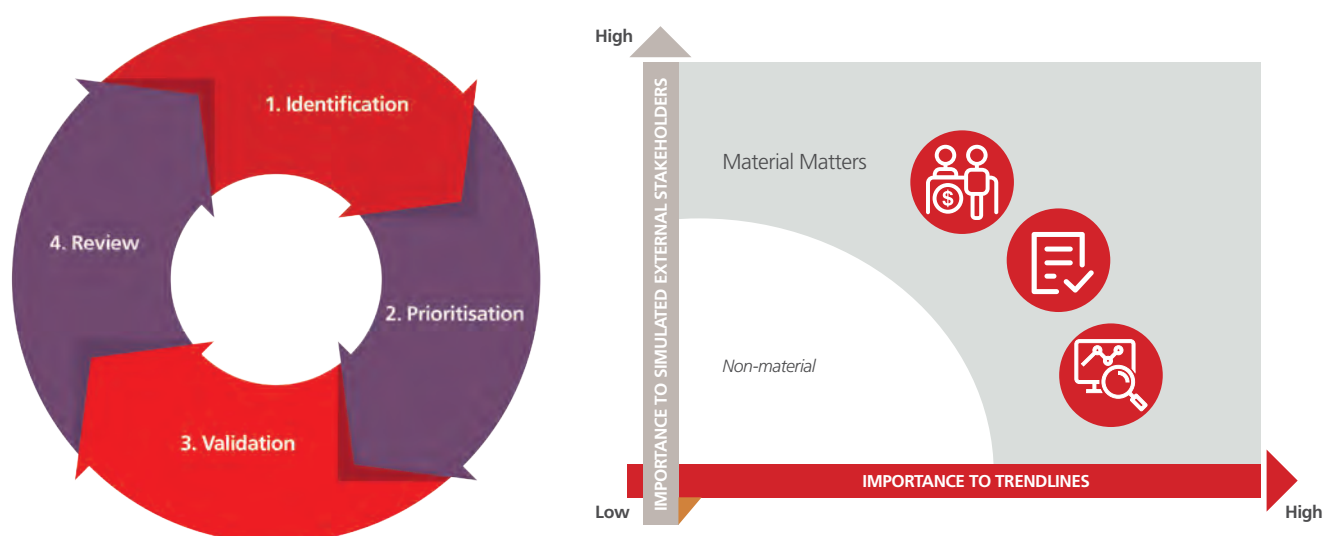 1. Identification
2. Prioritisation
3. Validation
4. Review
High
IMPORTANCE TO SIMULATED EXTERNAL STAKEHOLDERS
Material Matters
$
Non-material
IMPORTANCE TO TRENDLINES
Low
High